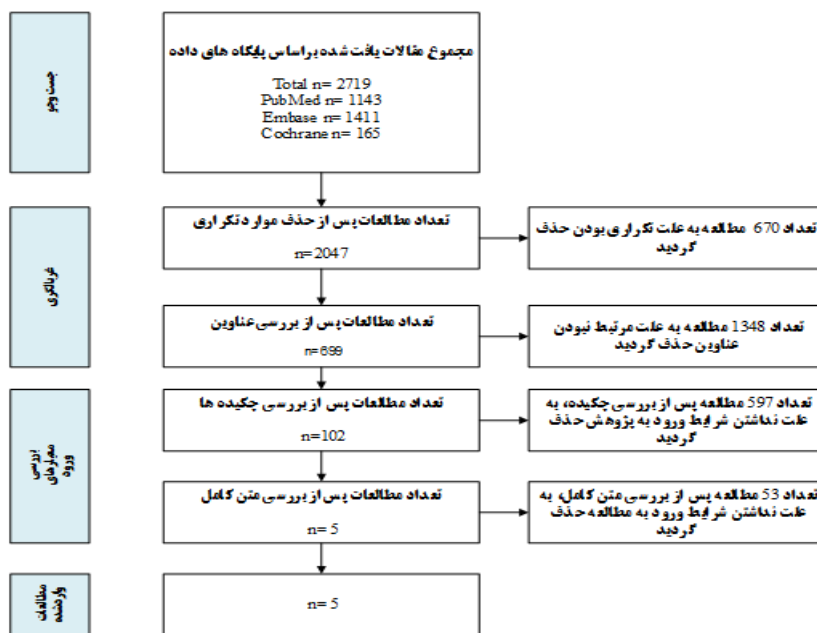 جست‌وجو
مجموع مقالات یافت شده براساس پایگاه های داده
Total n= 2719
PubMed n= 1143
Embase n= 1411
Cochrane n= 165
غربالگری
تعداد مطالعات پس از حذف موارد تکراری
n=2047
تعداد 670 مطالعه به علت تکراری بودن حذف
گردید
تعداد مطالعات پس از بررسی عناوین
n=699
تعداد 1348 مطالعه به علت مرتبط نبودن
عناوین حذف گردید
بررسی
معیارهای
ورود
تعداد مطالعات پس از بررسی چکیده ها
n=102
تعداد 597 مطالعه پس از بررسی چکیده، به
علت نداشتن شرایط ورود به پژوهش حذف
گردید
تعداد مطالعات پس از بررسی متن کامل
n= 5
تعداد 53 مطالعه پس از بررسی متن کامل، به
علت نداشتن شرایط ورود به مطالعه حذف
گردید
مطالعات
واردشده
n= 5